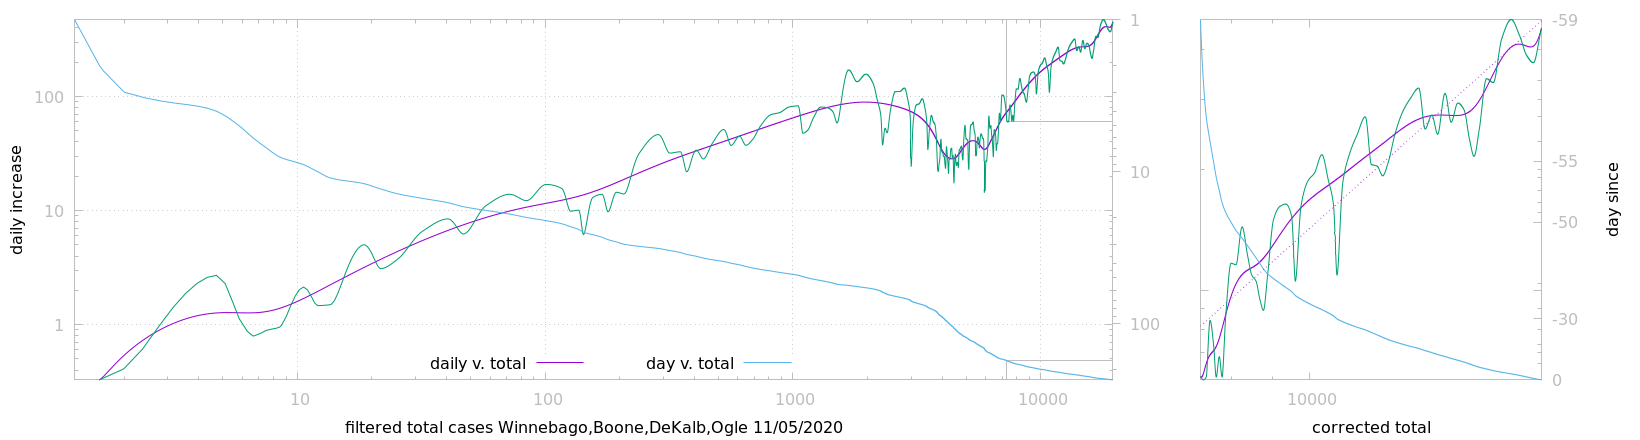 1
-59
100
daily increase
10
-55
10
-50
day since
1
100
-30
daily v. total
day v. total
0
10
100
1000
10000
10000
filtered total cases Winnebago,Boone,DeKalb,Ogle 11/05/2020
corrected total